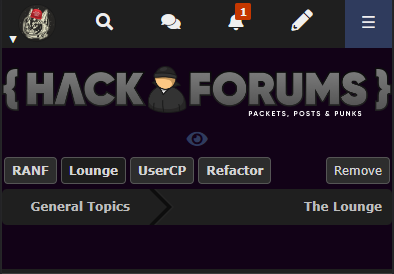 1
{HACK FORUMS}
PACKETS, POSTS & PUNKS
RANF Lounge UserCP Refactor Remove
General Topics The Lounge